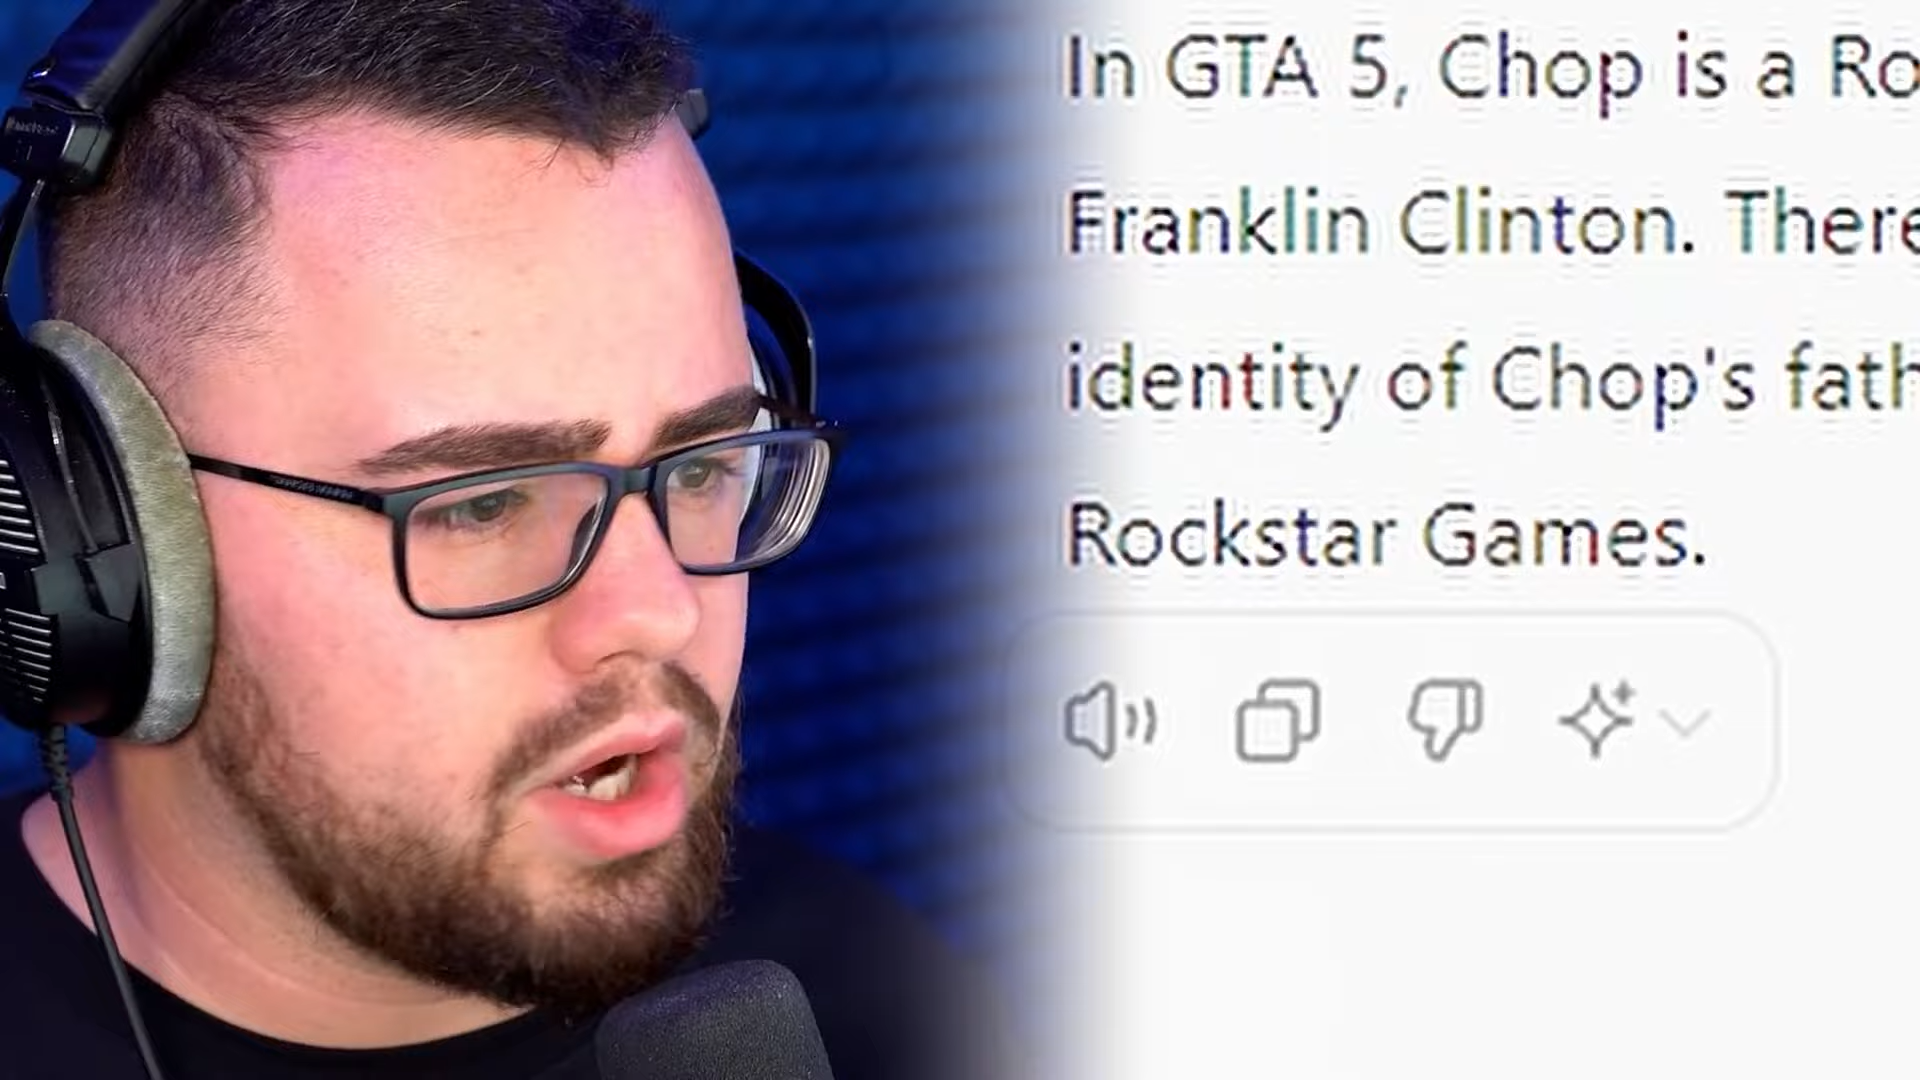 In GTA 5, Chop is a Ro
Franklin Clinton. There
identity of Chop's fath
Rockstar Games.